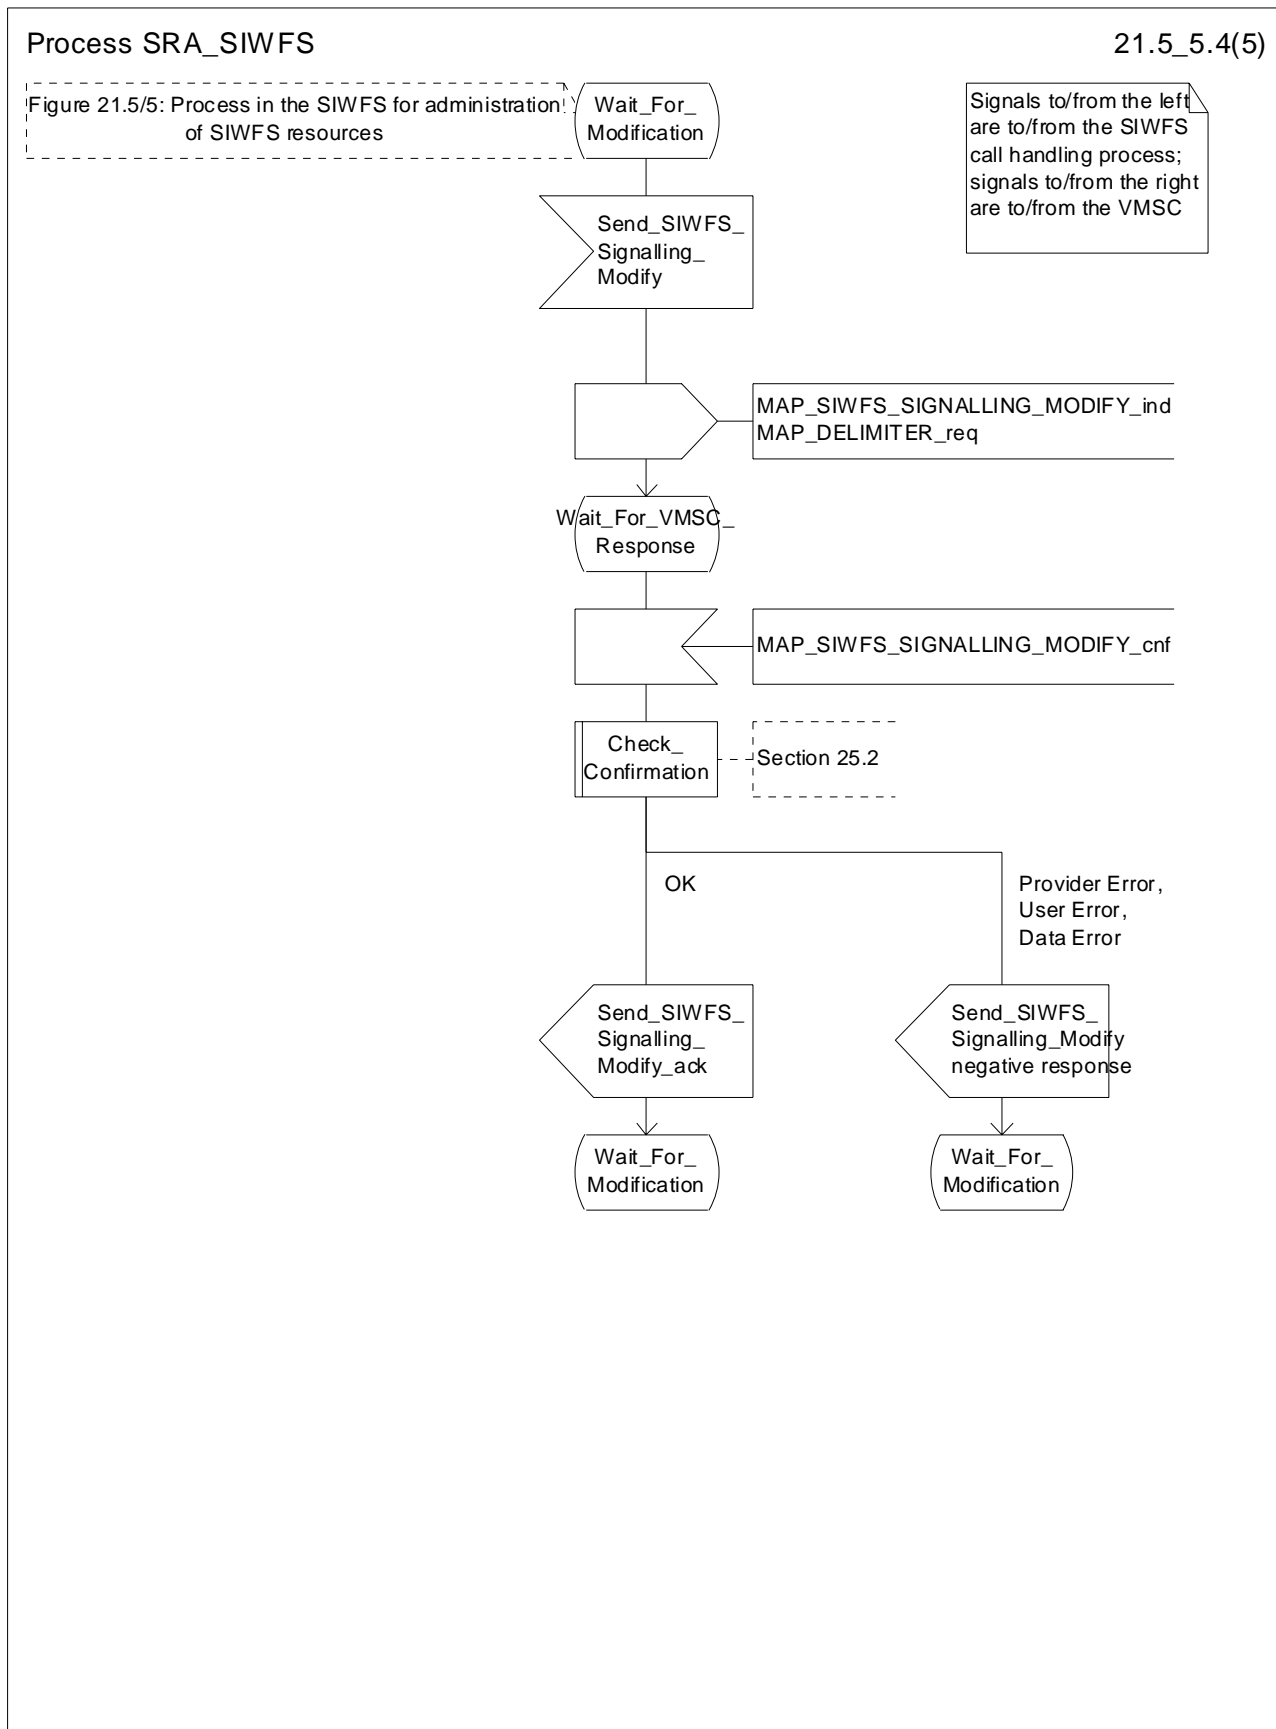 Process SRA_SIWFS
21.5_5.4(5)
Figure 21.5/5: Process in the SIWFS for administration
of SIWFS resources
Wait_For_
Modification
Signals to/from the left
are to/from the SIWFS
call handling process;
signals to/from the right
are to/from the VMSC
Send_SIWFS_
Signalling_
Modify
MAP_SIWFS_SIGNALLING_MODIFY_ind
MAP_DELIMITER_req
Wait_For_VMSC_
Response
MAP_SIWFS_SIGNALLING_MODIFY_cnf
Check_
Confirmation
Section 25.2
OK
Provider Error,
User Error,
Data Error
Send_SIWFS_
Signalling_
Modify_ack
Send_SIWFS_
Signalling_Modify
negative response
Wait_For_
Modification
Wait_For_
Modification